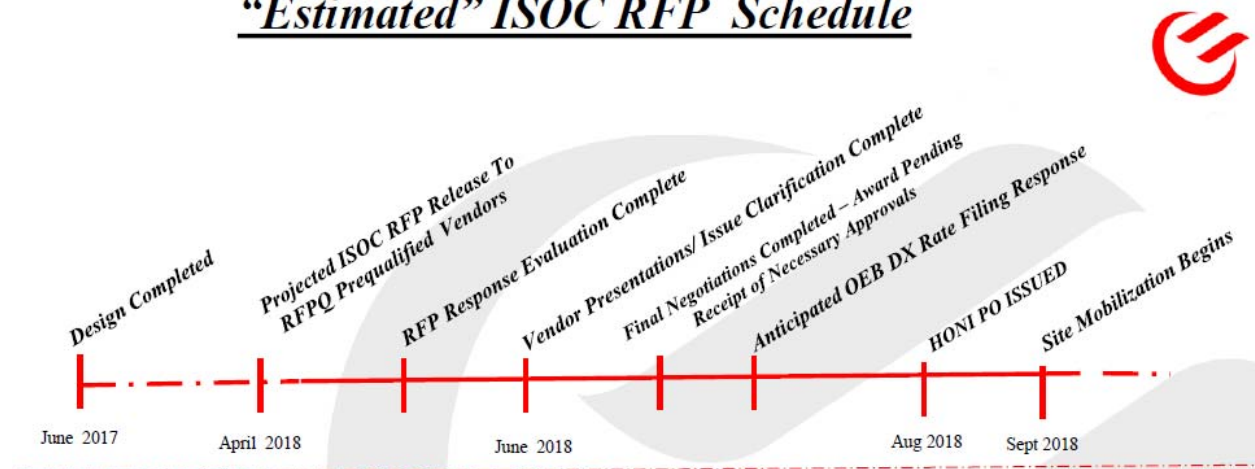 “Estimated” ISOC RFP Schedule
Design Completed
Projected ISOC RFP Release To
RFPQ Prequalified Vendors
RFP Response Evaluation Complete
Vendor Presentations/ Issue Clarification Complete
Final Negotiations Completed – Award Pending
Receipt of Necessary Approvals
Anticipated OEB DX Rate Filing Response
HONI PO ISSUED
Site Mobilization Begins
June 2017
April 2018
June 2018
Aug 2018
Sept 2018